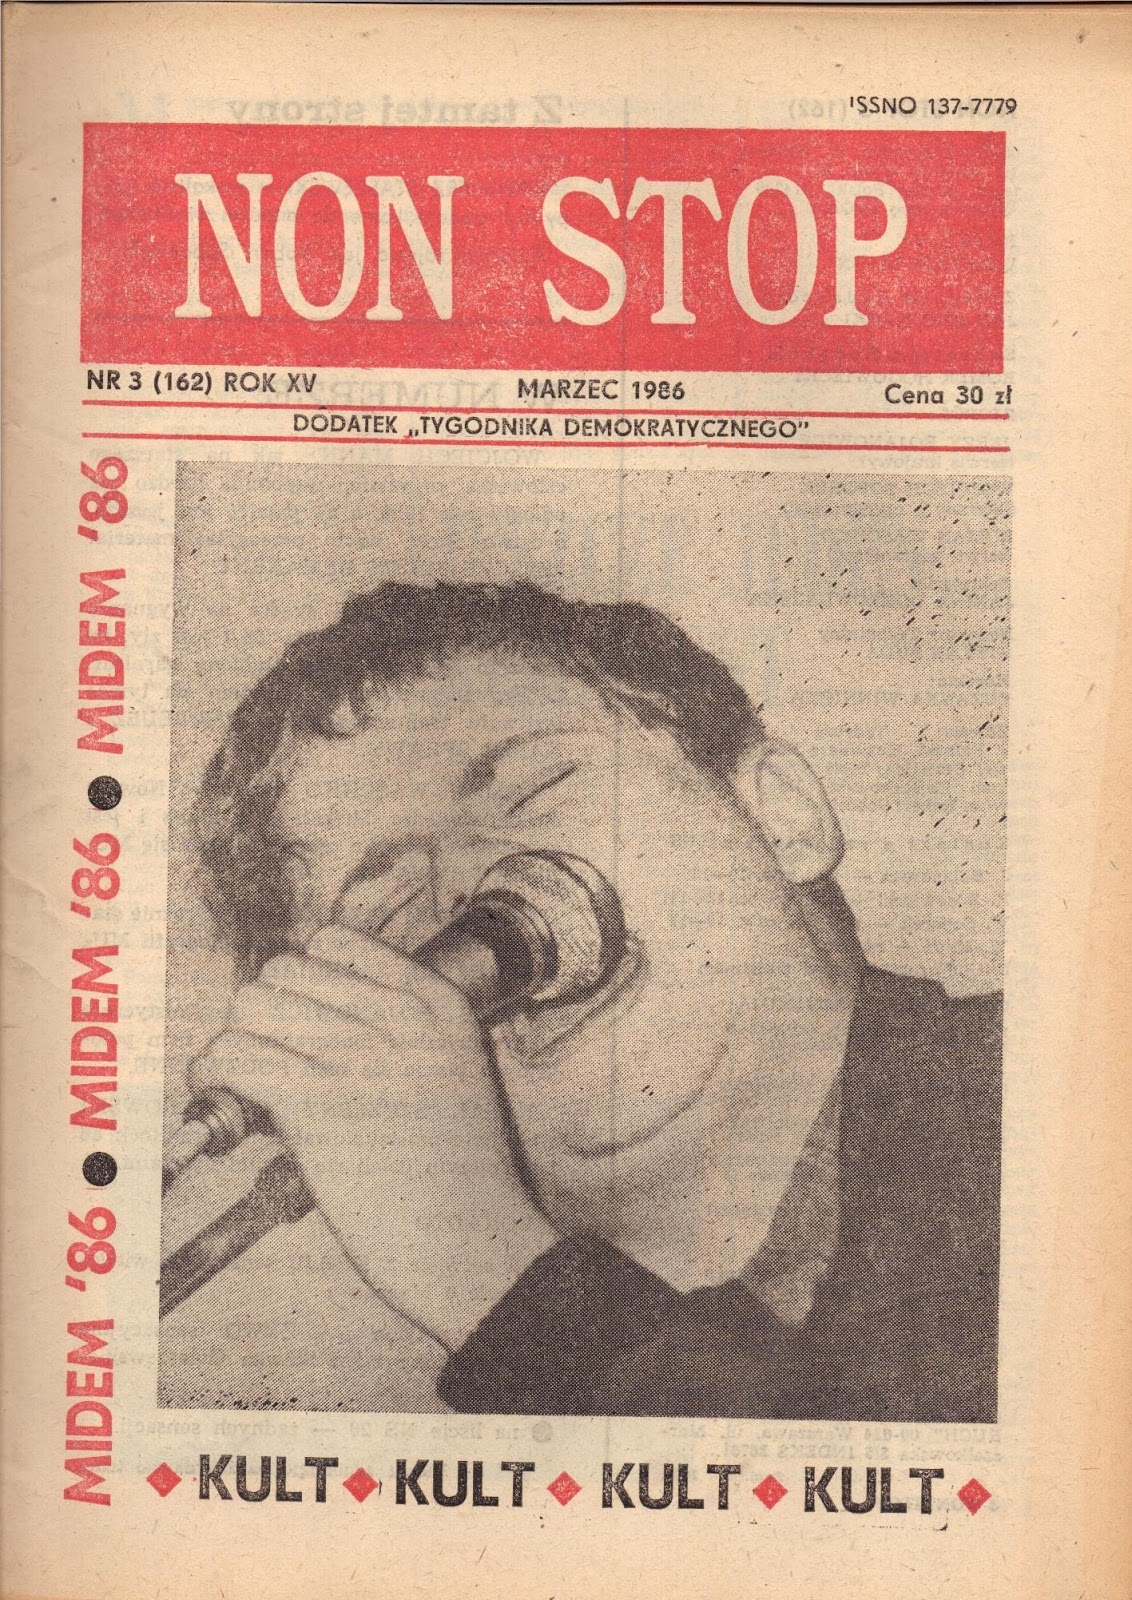 ISSNO 137-7779
NON STOP
NR 3 (162) ROK XV
MARZEC 1986
Cena 30 zł
DODATEK „TYGODNIKA DEMOKRATYCZNEGO”
MIDEM '86 ● MIDEM '86 ● MIDEM '86
♦ KULT ♦ KULT ♦ KULT ♦ KULT ♦